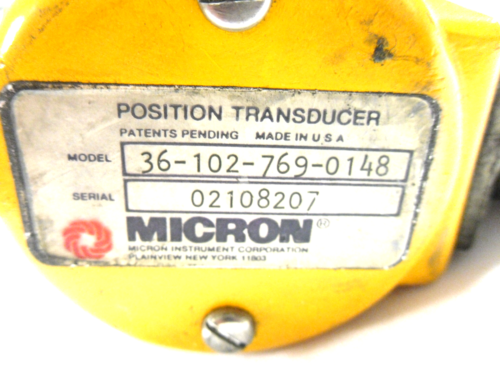 POSITION TRANSDUCER
PATENTS PENDING MADE IN U S A
MODEL 36-102-769-0148
SERIAL 02108207
MICRON ®
MICRON INSTRUMENT CORPORATION
PLAINVIEW NEW YORK 11803